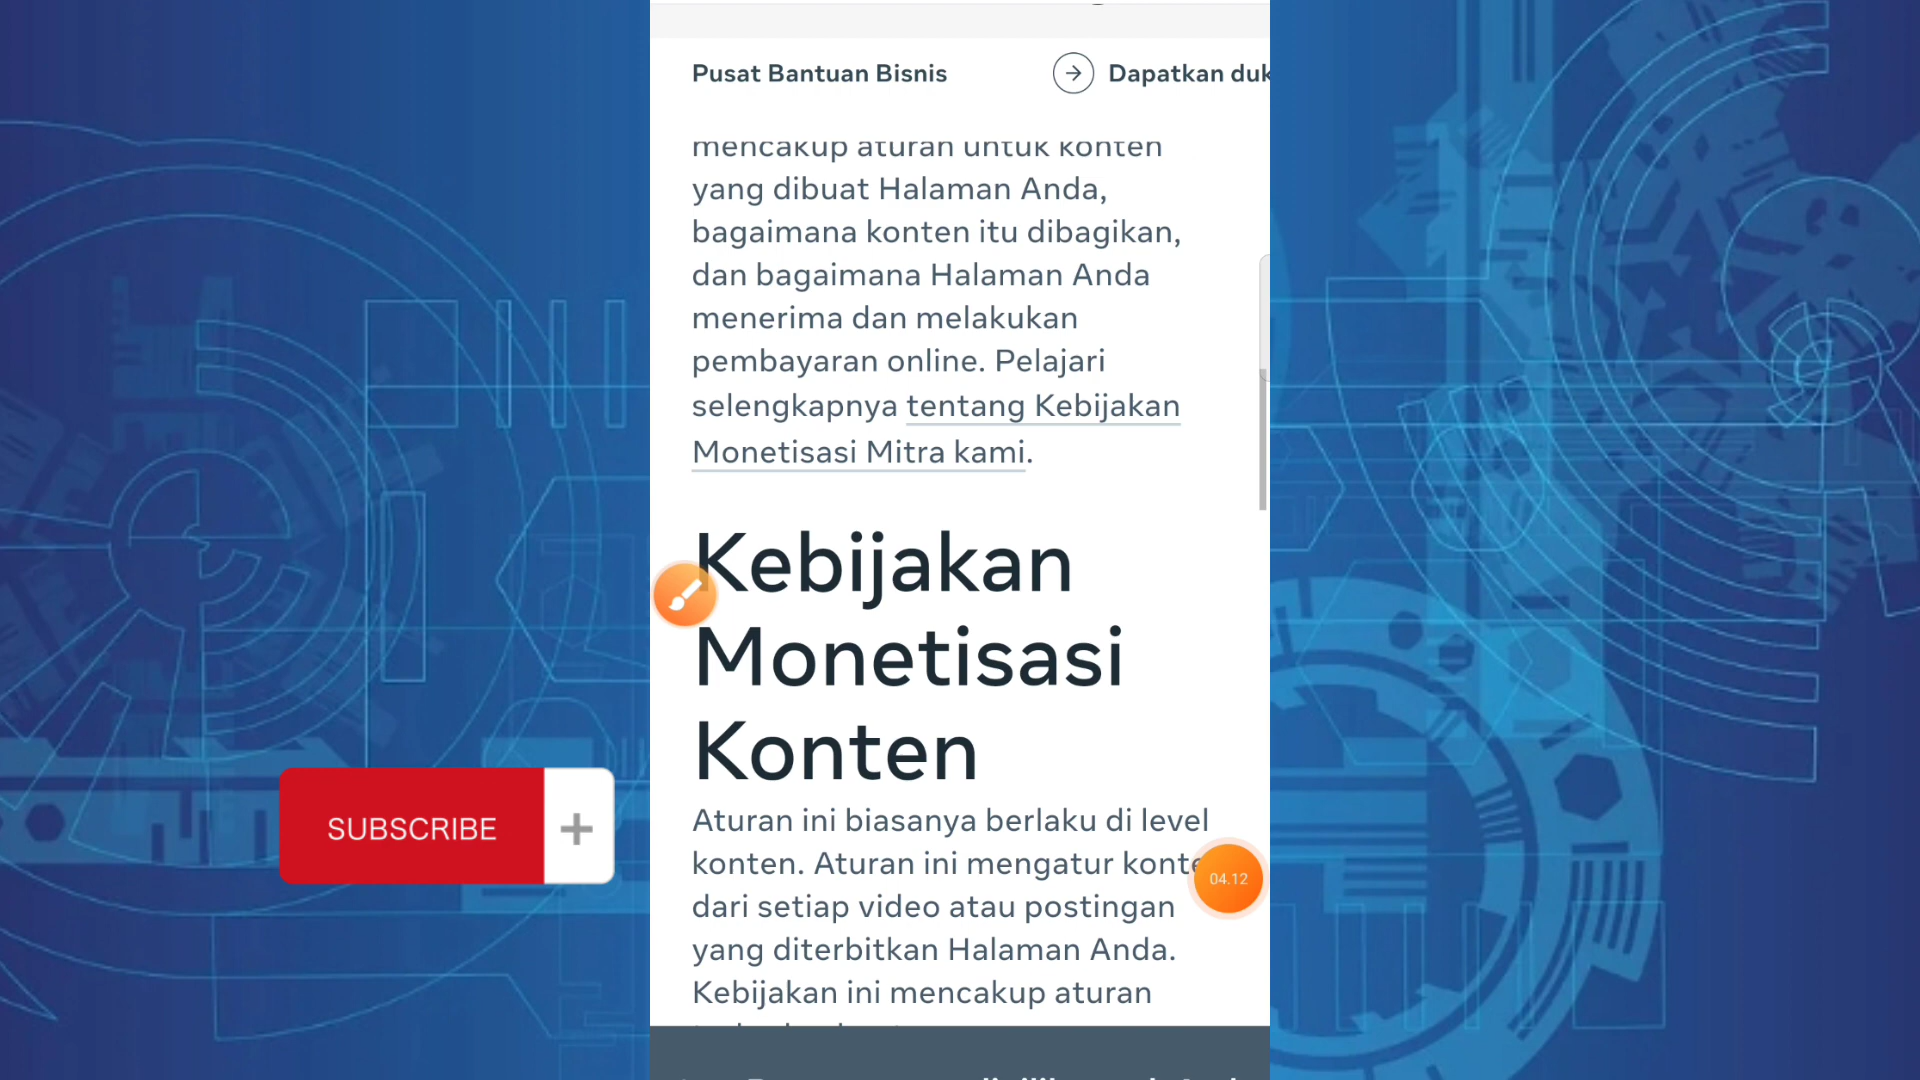 Pusat Bantuan Bisnis
Dapatkan duk
mencakup aturan untuk konten
yang dibuat Halaman Anda,
bagaimana konten itu dibagikan,
dan bagaimana Halaman Anda
menerima dan melakukan
pembayaran online. Pelajari
selengkapnya tentang Kebijakan
Monetisasi Mitra kami.
Kebijakan
Monetisasi
Konten
Aturan ini biasanya berlaku di level
konten. Aturan ini mengatur konte
04.12
dari setiap video atau postingan
yang diterbitkan Halaman Anda.
Kebijakan ini mencakup aturan
SUBSCRIBE +